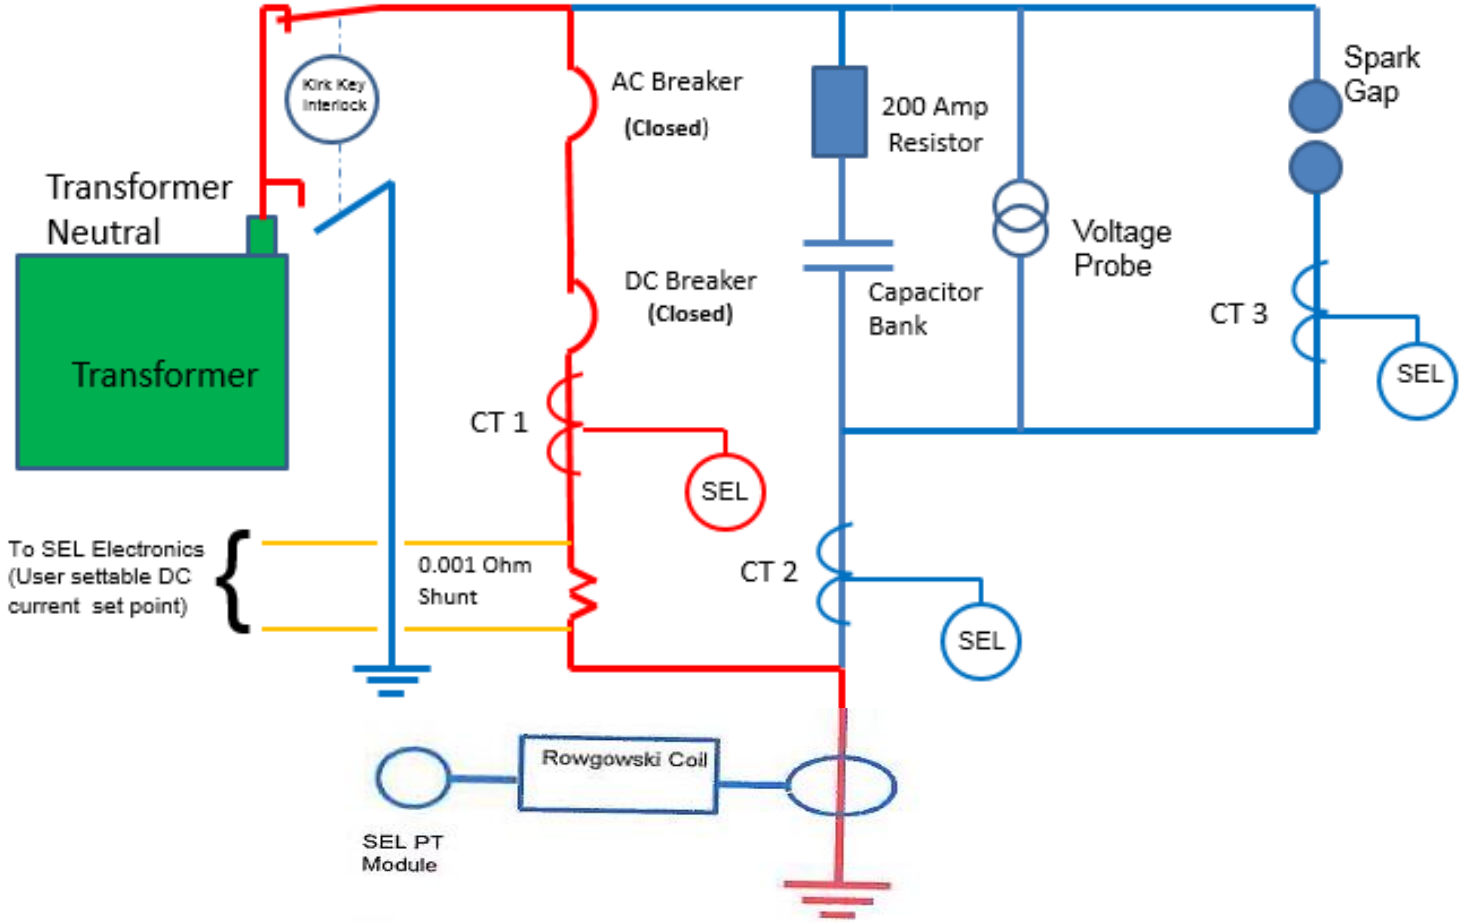 Kirk Key
Interlock
AC Breaker
(Closed)
200 Amp
Resistor
Spark
Gap
Transformer
Neutral
Voltage
Probe
DC Breaker
(Closed)
Capacitor
Bank
CT 3
SEL
Transformer
CT 1
SEL
To SEL Electronics
(User settable DC
current set point)
{
0.001 Ohm
Shunt
CT 2
SEL
Rowgowski Coil
SEL PT
Module